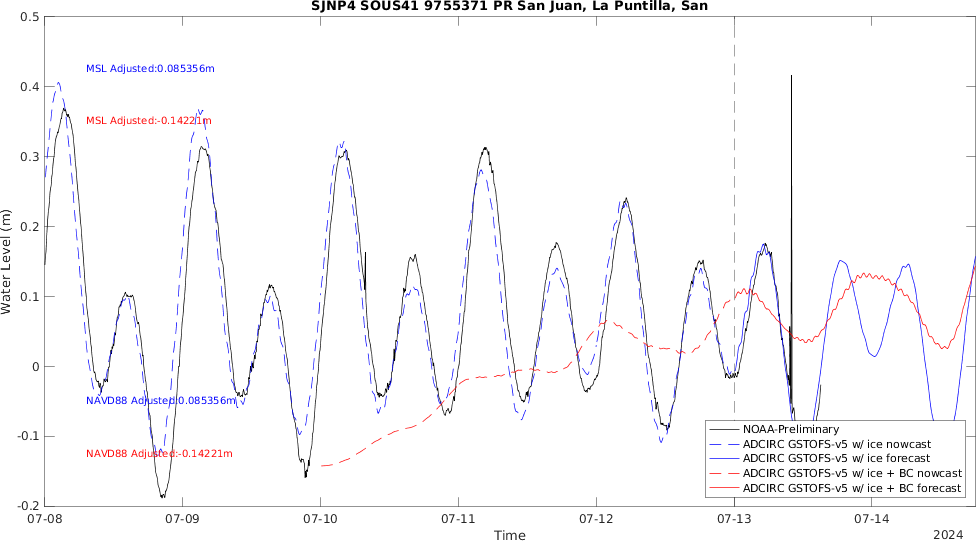 SJNP4 SOUS41 9755371 PR San Juan, La Puntilla, San
0.5
0.4
0.3
0.2
0.1
0
-0.1
-0.2
Water Level (m)
MSL Adjusted:0.085356m
MSL Adjusted:-0.14221m
NAVD88 Adjusted:0.085356m
NAVD88 Adjusted:-0.14221m
NOAA-Preliminary
ADCIRC GSTOFS-v5 w/ ice nowcast
ADCIRC GSTOFS-v5 w/ ice forecast
ADCIRC GSTOFS-v5 w/ ice + BC nowcast
ADCIRC GSTOFS-v5 w/ ice + BC forecast
07-08 07-09 07-10 07-11 07-12 07-13 07-14
Time
2024